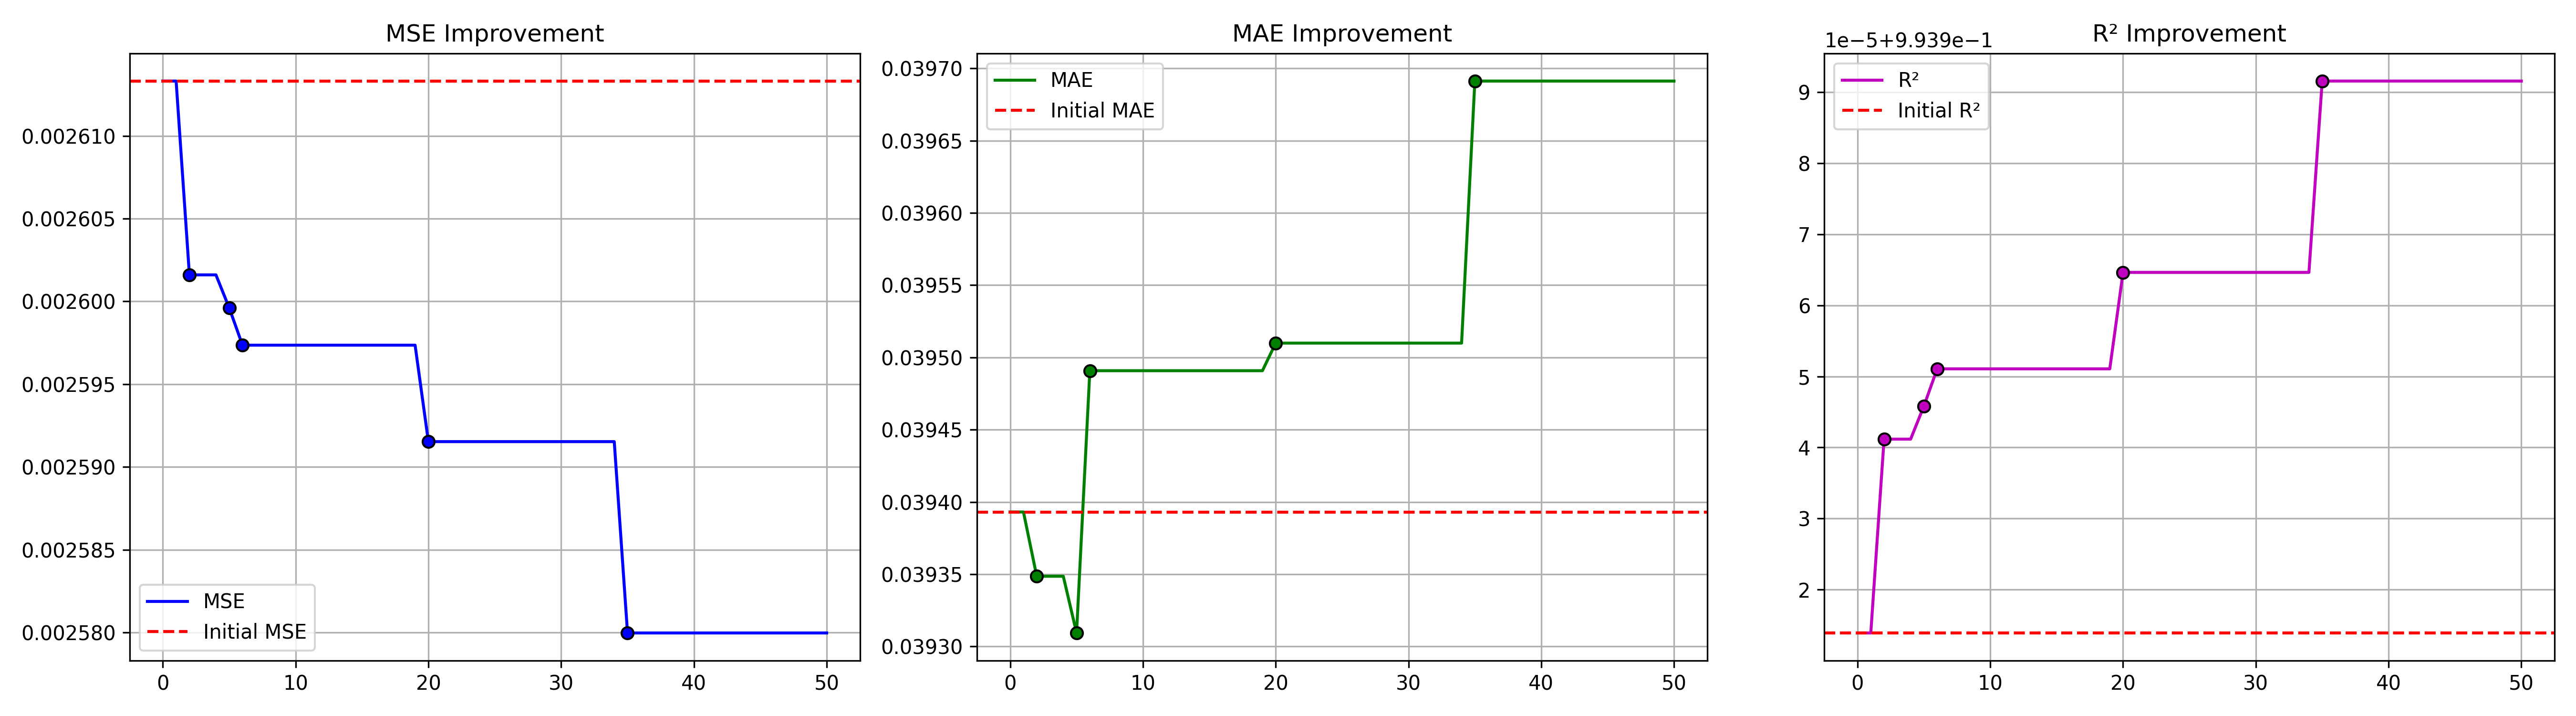 MSE Improvement
0.002610
0.002605
0.002600
0.002595
0.002590
0.002585
0.002580
MSE
Initial MSE
0 10 20 30 40 50
MAE Improvement
0.03970
0.03965
0.03960
0.03955
0.03950
0.03945
0.03940
0.03935
0.03930
MAE
Initial MAE
0 10 20 30 40 50
R² Improvement
1e−5+9.939e−1
9
8
7
6
5
4
3
2
R²
Initial R²
0 10 20 30 40 50